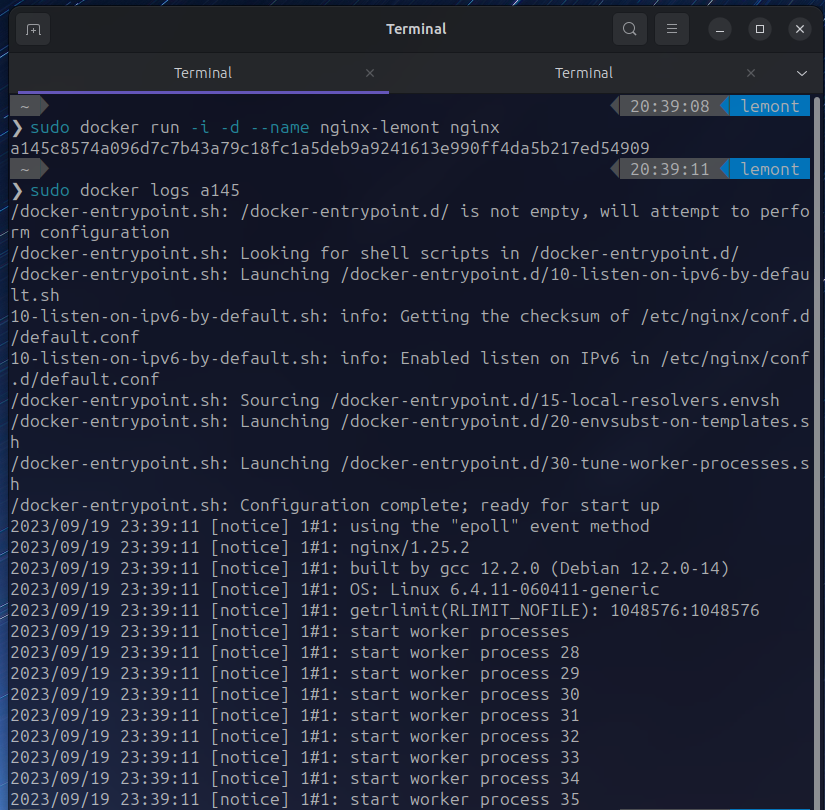 Terminal
Terminal
Terminal
~
20:39:08
lemont
❯ sudo docker run -i -d --name nginx-lemont nginx
a145c8574a096d7c7b43a79c18fc1a5deb9a9241613e990ff4da5b217ed54909
~
20:39:11
lemont
❯ sudo docker logs a145
/docker-entrypoint.sh: /docker-entrypoint.d/ is not empty, will attempt to perfo
rm configuration
/docker-entrypoint.sh: Looking for shell scripts in /docker-entrypoint.d/
/docker-entrypoint.sh: Launching /docker-entrypoint.d/10-listen-on-ipv6-by-defau
lt.sh
10-listen-on-ipv6-by-default.sh: info: Getting the checksum of /etc/nginx/conf.d
/default.conf
10-listen-on-ipv6-by-default.sh: info: Enabled listen on IPv6 in /etc/nginx/conf
.d/default.conf
/docker-entrypoint.sh: Sourcing /docker-entrypoint.d/15-local-resolvers.envsh
/docker-entrypoint.sh: Launching /docker-entrypoint.d/20-envsubst-on-templates.s
h
/docker-entrypoint.sh: Launching /docker-entrypoint.d/30-tune-worker-processes.s
h
/docker-entrypoint.sh: Configuration complete; ready for start up
2023/09/19 23:39:11 [notice] 1#1: using the "epoll" event method
2023/09/19 23:39:11 [notice] 1#1: nginx/1.25.2
2023/09/19 23:39:11 [notice] 1#1: built by gcc 12.2.0 (Debian 12.2.0-14)
2023/09/19 23:39:11 [notice] 1#1: OS: Linux 6.4.11-060411-generic
2023/09/19 23:39:11 [notice] 1#1: getrlimit(RLIMIT_NOFILE): 1048576:1048576
2023/09/19 23:39:11 [notice] 1#1: start worker processes
2023/09/19 23:39:11 [notice] 1#1: start worker process 28
2023/09/19 23:39:11 [notice] 1#1: start worker process 29
2023/09/19 23:39:11 [notice] 1#1: start worker process 30
2023/09/19 23:39:11 [notice] 1#1: start worker process 31
2023/09/19 23:39:11 [notice] 1#1: start worker process 32
2023/09/19 23:39:11 [notice] 1#1: start worker process 33
2023/09/19 23:39:11 [notice] 1#1: start worker process 34
2023/09/19 23:39:11 [notice] 1#1: start worker process 35